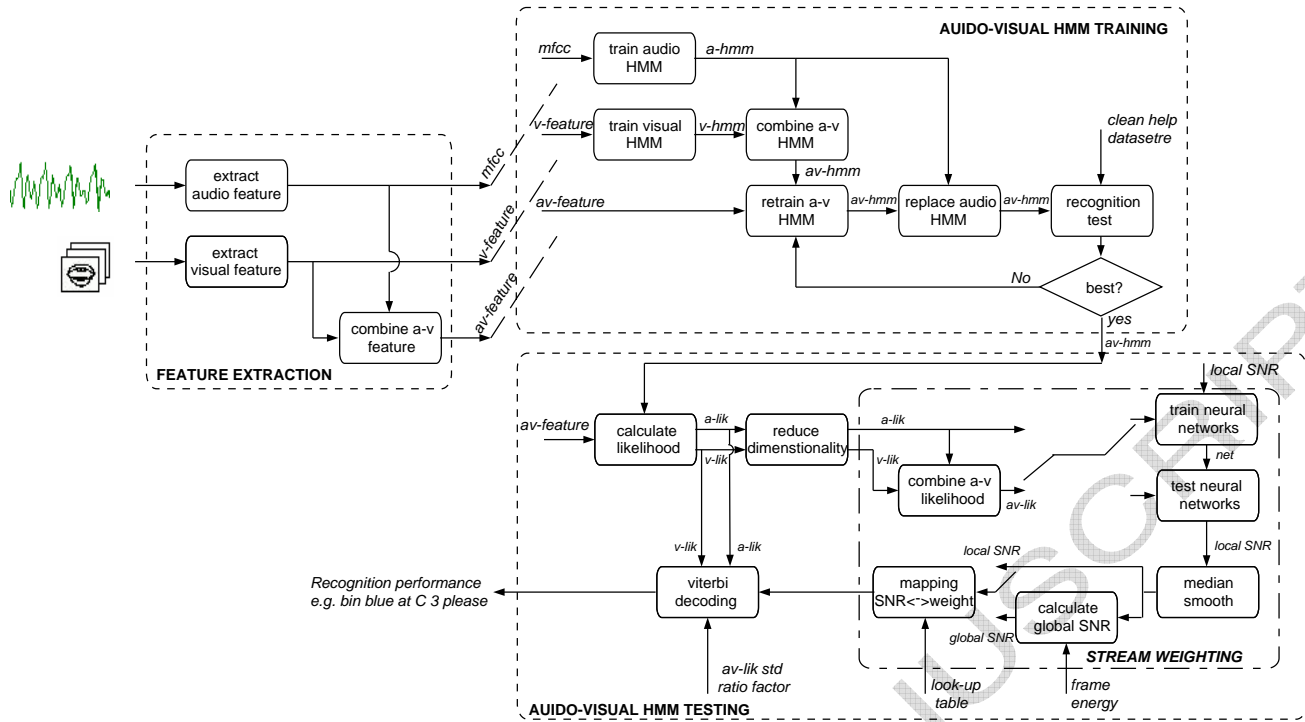 AUIDO-VISUAL HMM TRAINING
mfcc
train audio
HMM
a-hmm
v-feature
train visual
HMM
v-hmm
combine a-v
HMM
clean help
datasetre
av-hmm
av-feature
retrain a-v
HMM
av-hmm
replace audio
HMM
av-hmm
recognition
test
No
best?
yes
av-hmm
extract
audio feature
mfcc
extract
visual feature
v-feature
combine a-v
feature
av-feature
FEATURE EXTRACTION
local SNR
av-feature
calculate
likelihood
a-lik
v-lik
reduce
dimenstionality
a-lik
v-lik
combine a-v
likelihood
av-lik
train neural
networks
net
test neural
networks
local SNR
v-lik
a-lik
local SNR
Recognition performance
e.g. bin blue at C 3 please
viterbi
decoding
mapping
SNR<->weight
calculate
global SNR
global SNR
median
smooth
STREAM WEIGHTING
av-lik std
ratio factor
look-up
table
frame
energy
AUIDO-VISUAL HMM TESTING
USCRIPT